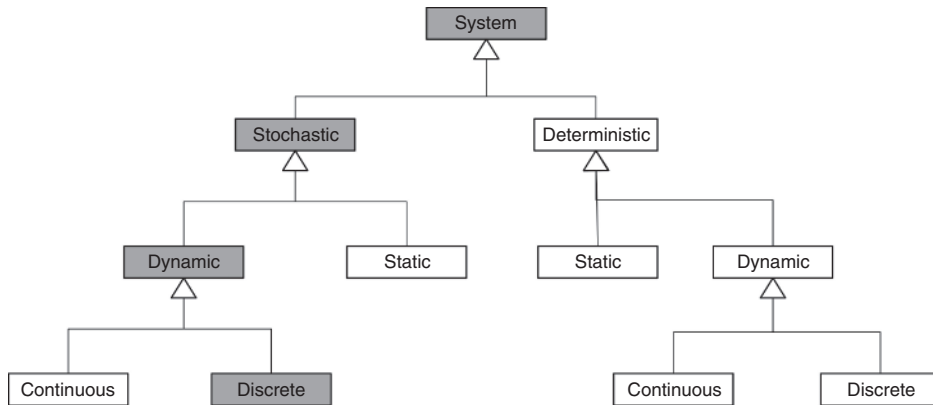 System
Stochastic
Deterministic
Dynamic
Static
Static
Dynamic
Continuous
Discrete
Continuous
Discrete